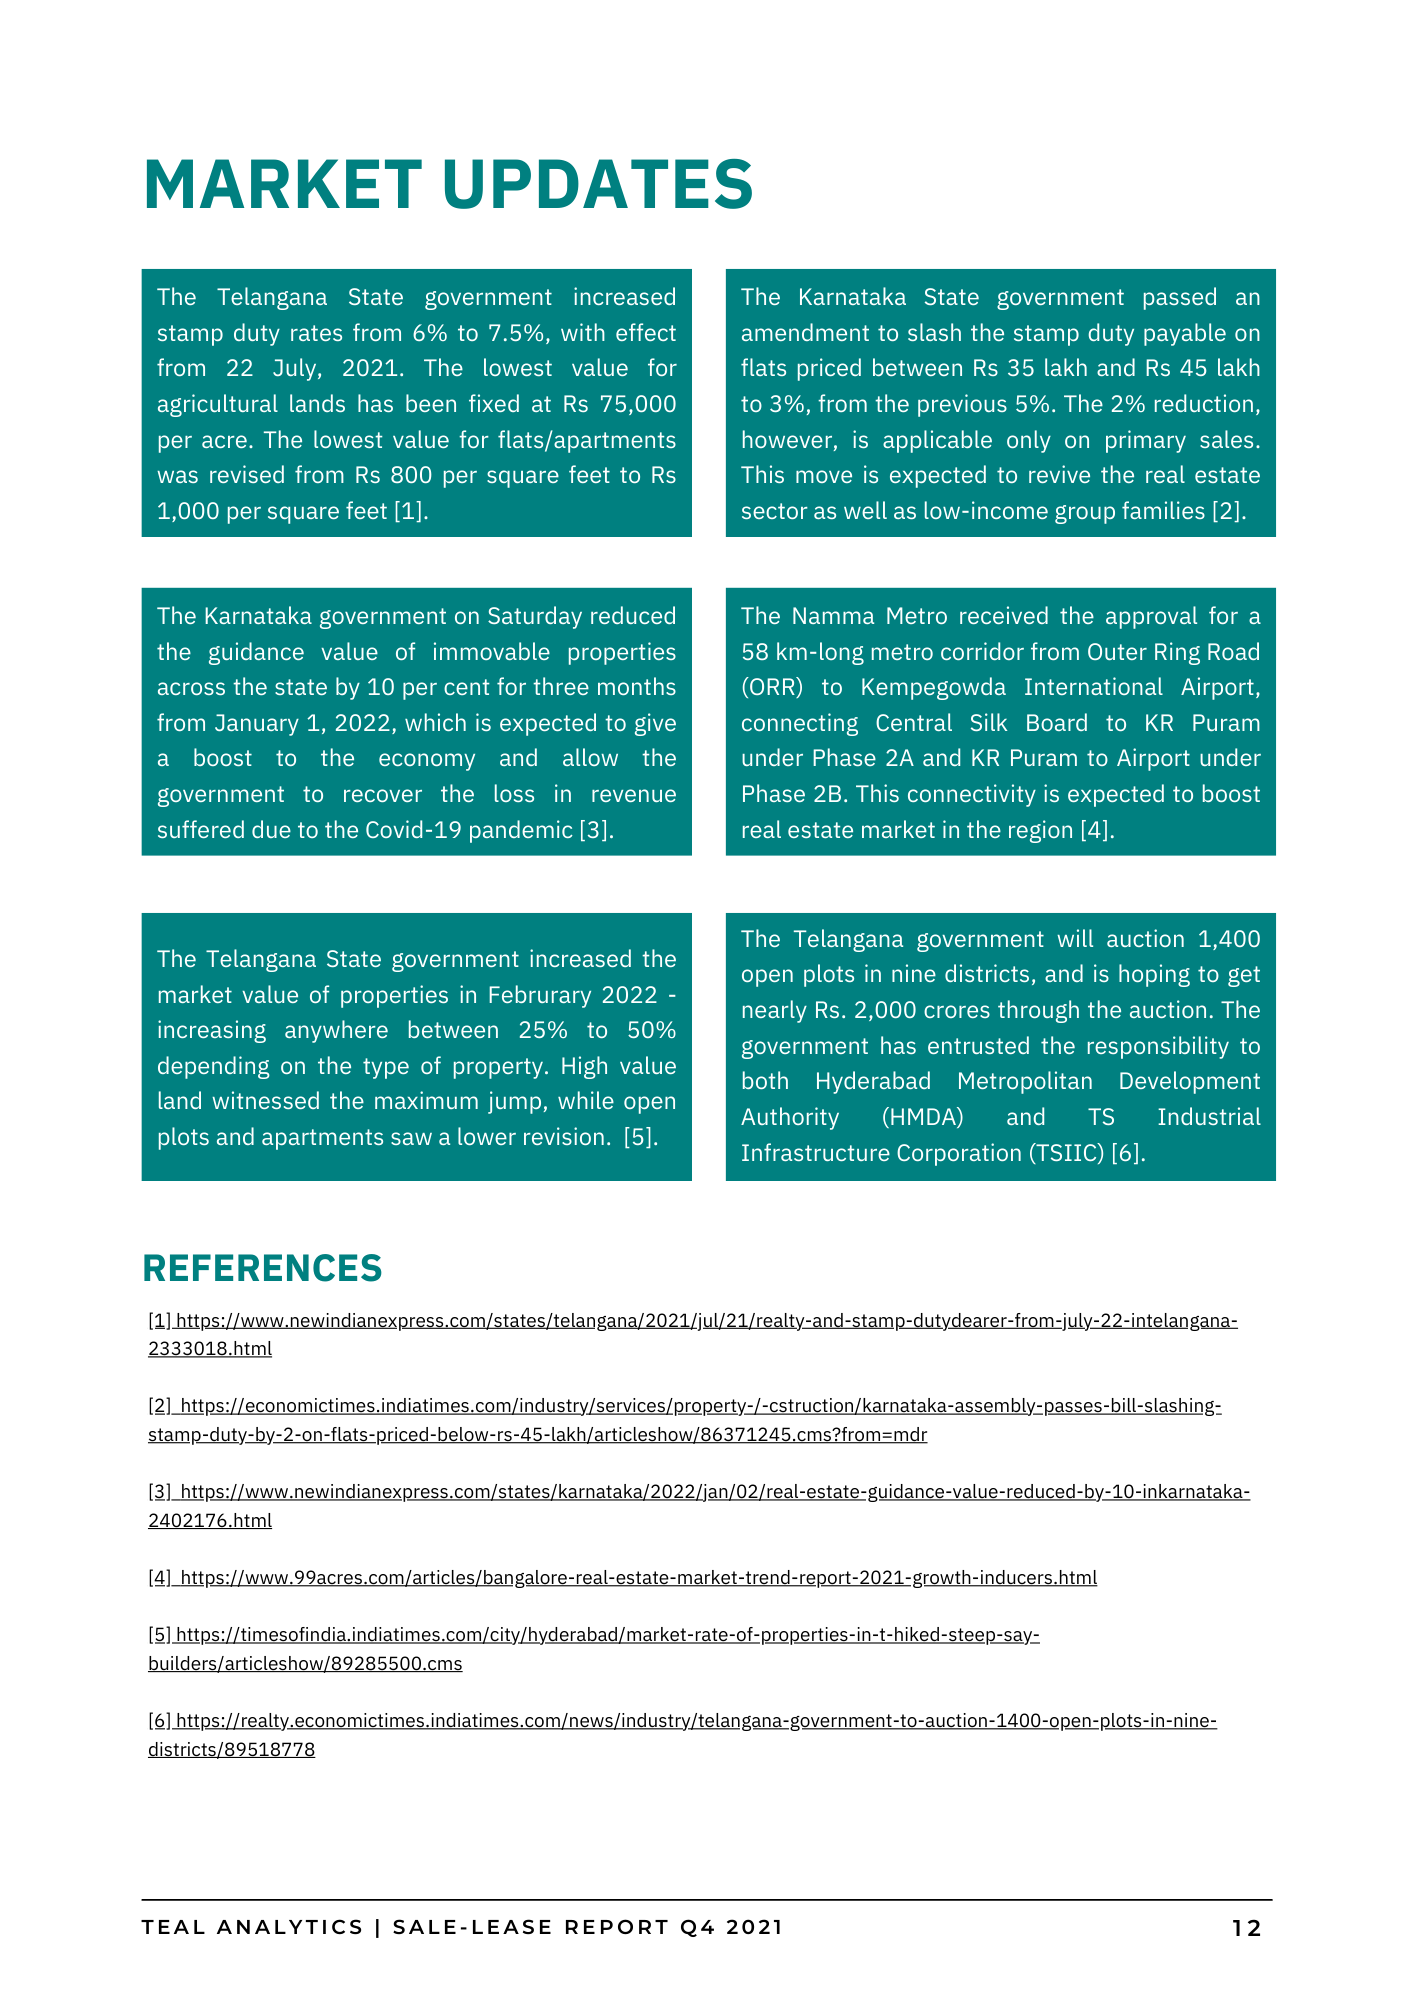 MARKET UPDATES
The Telangana State government increased
stamp duty rates from 6% to 7.5%, with effect
from 22 July, 2021. The lowest value for
agricultural lands has been fixed at Rs 75,000
per acre. The lowest value for flats/apartments
was revised from Rs 800 per square feet to Rs
1,000 per square feet [1].
The Karnataka State government passed an
amendment to slash the stamp duty payable on
flats priced between Rs 35 lakh and Rs 45 lakh
to 3%, from the previous 5%. The 2% reduction,
however, is applicable only on primary sales.
This move is expected to revive the real estate
sector as well as low-income group families [2].
The Karnataka government on Saturday reduced
the guidance value of immovable properties
across the state by 10 per cent for three months
from January 1, 2022, which is expected to give
a boost to the economy and allow the
government to recover the loss in revenue
suffered due to the Covid-19 pandemic [3].
The Namma Metro received the approval for a
58 km-long metro corridor from Outer Ring Road
(ORR) to Kempegowda International Airport,
connecting Central Silk Board to KR Puram
under Phase 2A and KR Puram to Airport under
Phase 2B. This connectivity is expected to boost
real estate market in the region [4].
The Telangana State government increased the
market value of properties in Februrary 2022 -
increasing anywhere between 25% to 50%
depending on the type of property. High value
land witnessed the maximum jump, while open
plots and apartments saw a lower revision. [5].
The Telangana government will auction 1,400
open plots in nine districts, and is hoping to get
nearly Rs. 2,000 crores through the auction. The
government has entrusted the responsibility to
both Hyderabad Metropolitan Development
Authority (HMDA) and TS Industrial
Infrastructure Corporation (TSIIC) [6].
REFERENCES
[1] https://www.newindianexpress.com/states/telangana/2021/jul/21/realty-and-stamp-dutydearer-from-july-22-intelangana-
2333018.html
[2] https://economictimes.indiatimes.com/industry/services/property-/-cstruction/karnataka-assembly-passes-bill-slashing-
stamp-duty-by-2-on-flats-priced-below-rs-45-lakh/articleshow/86371245.cms?from=mdr
[3] https://www.newindianexpress.com/states/karnataka/2022/jan/02/real-estate-guidance-value-reduced-by-10-inkarnataka-
2402176.html
[4] https://www.99acres.com/articles/bangalore-real-estate-market-trend-report-2021-growth-inducers.html
[5] https://timesofindia.indiatimes.com/city/hyderabad/market-rate-of-properties-in-t-hiked-steep-say-
builders/articleshow/89285500.cms
[6] https://realty.economictimes.indiatimes.com/news/industry/telangana-government-to-auction-1400-open-plots-in-nine-
districts/89518778
TEAL ANALYTICS | SALE-LEASE REPORT Q4 2021 12